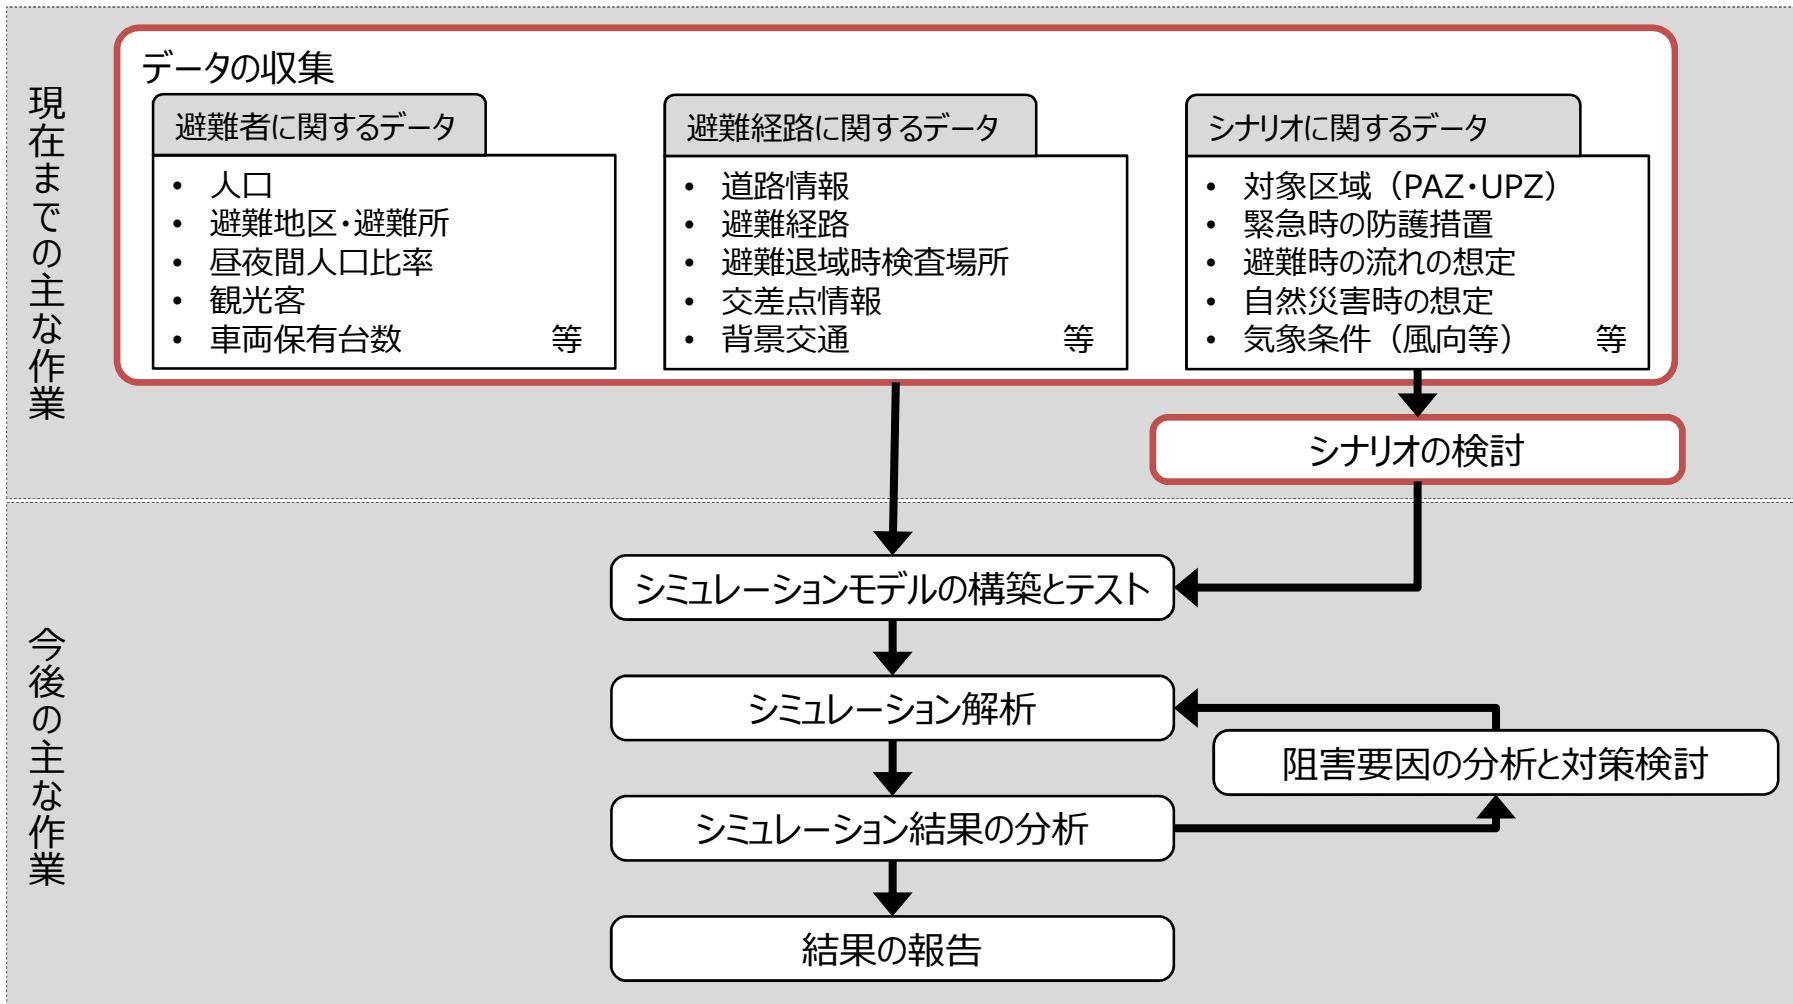 現在までの主な作業
データの収集
避難者に関するデータ
• 人口
• 避難地区・避難所
• 昼夜間人口比率
• 観光客
• 車両保有台数 等
避難経路に関するデータ
• 道路情報
• 避難経路
• 避難退域時検査場所
• 交差点情報
• 背景交通 等
シナリオに関するデータ
• 対象区域（PAZ・UPZ）
• 緊急時の防護措置
• 避難時の流れの想定
• 自然災害時の想定
• 気象条件（風向等） 等
シナリオの検討
今後の主な作業
シミュレーションモデルの構築とテスト
シミュレーション解析
阻害要因の分析と対策検討
シミュレーション結果の分析
結果の報告